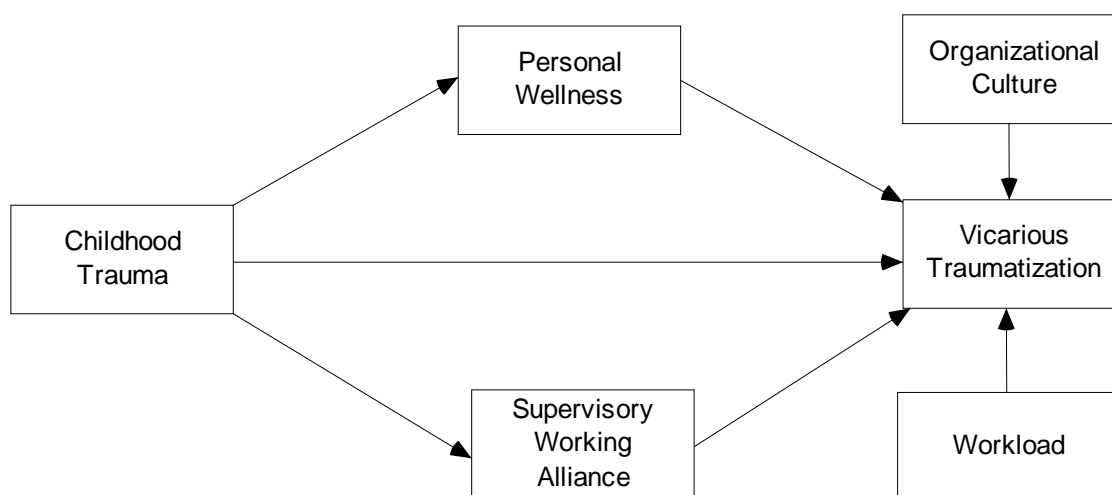 Personal
Wellness
Organizational
Culture
Childhood
Trauma
Vicarious
Traumatization
Supervisory
Working
Alliance
Workload